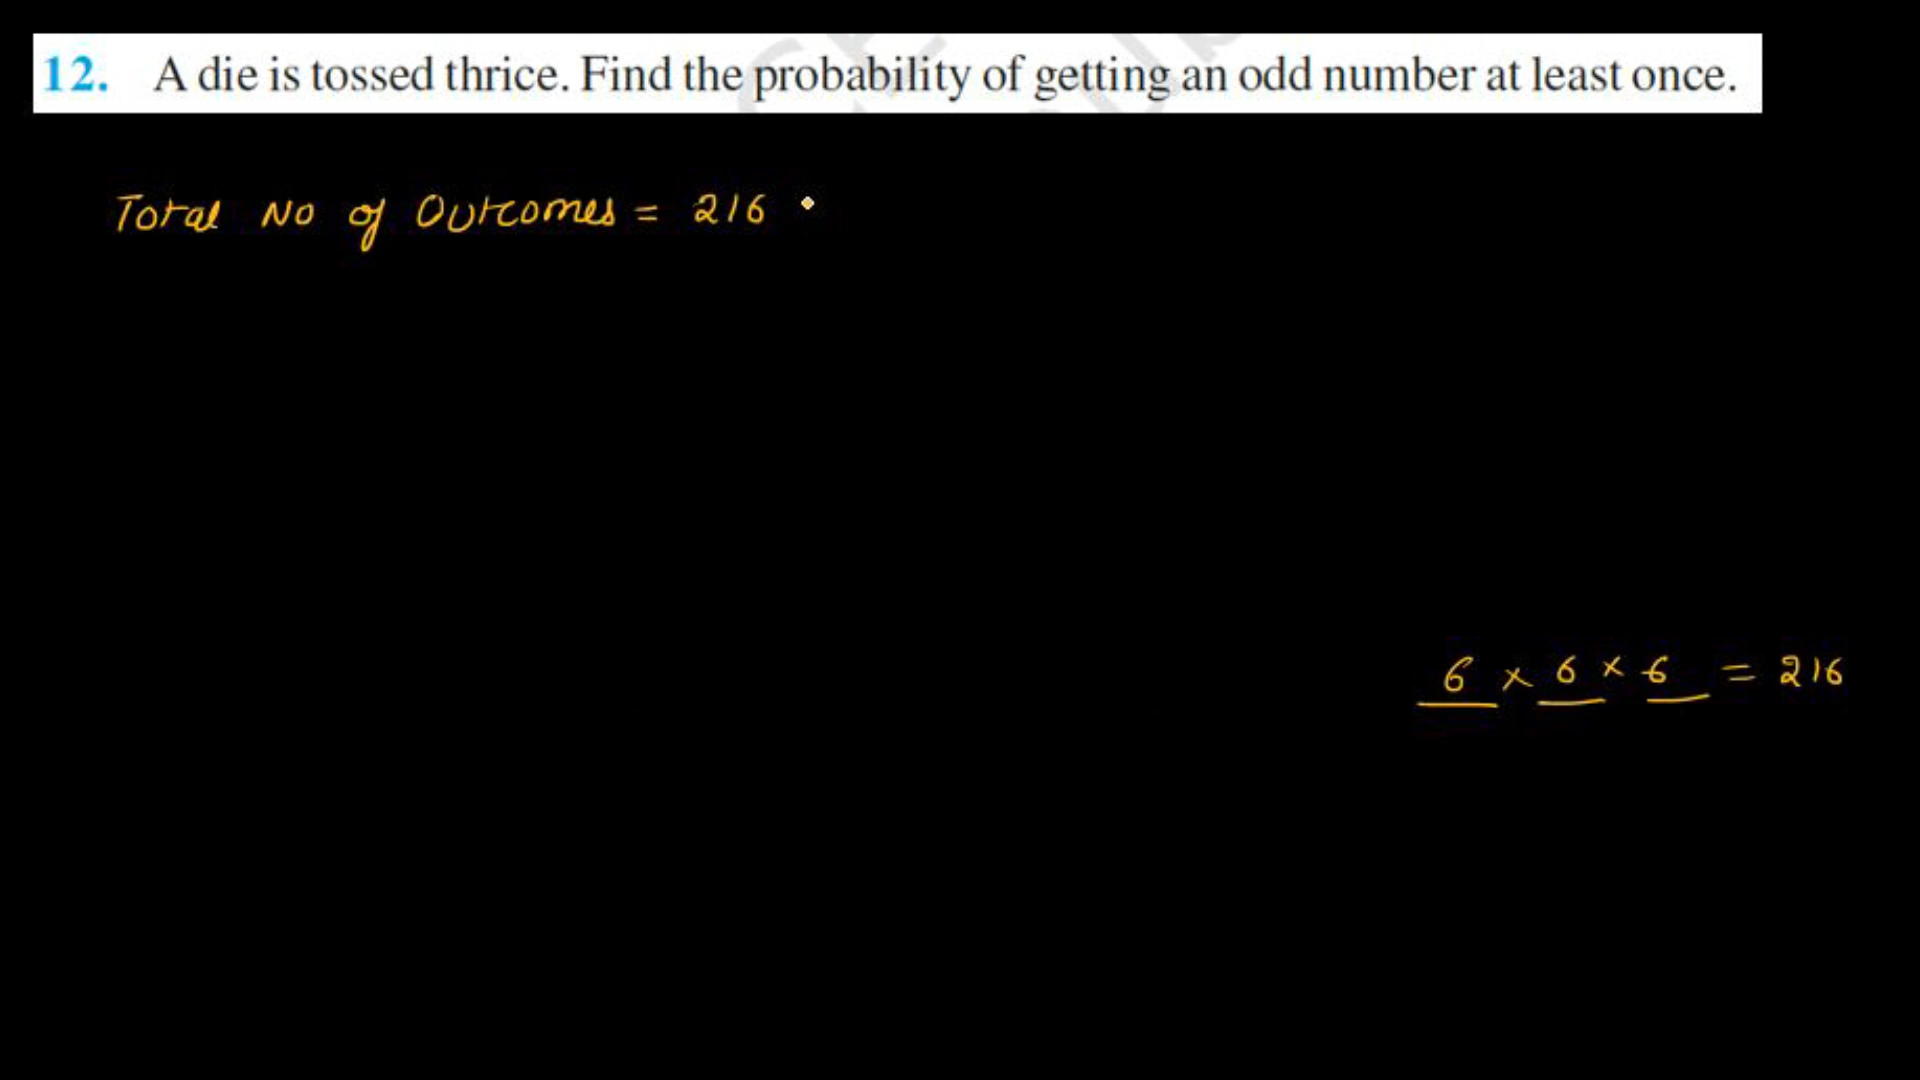 12. A die is tossed thrice. Find the probability of getting an odd number at least once.
Total No of Outcomes = 216
6 × 6 × 6 = 216